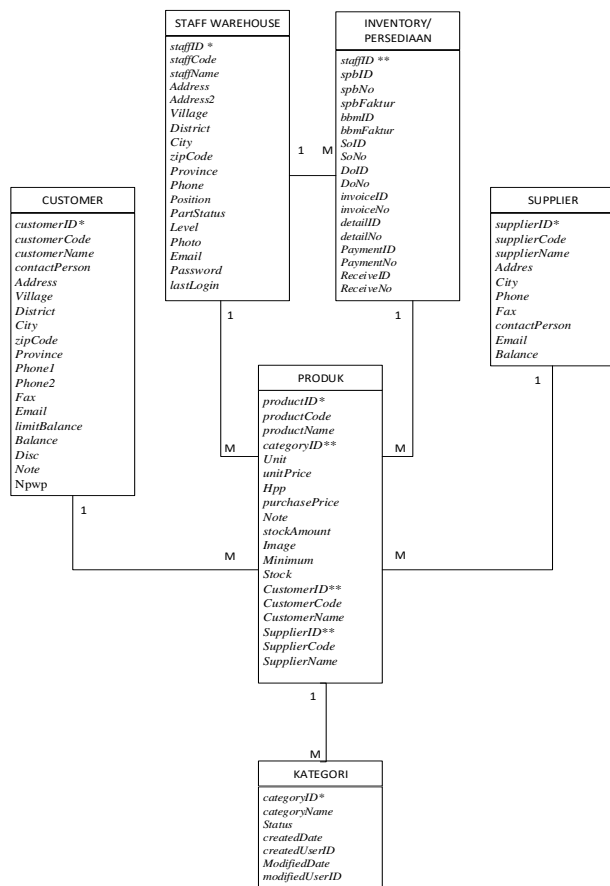 STAFF WAREHOUSE
staffID *
staffCode
staffName
Address
Address2
Village
District
City
zipCode
Province
Phone
Position
PartStatus
Level
Photo
Email
Password
lastLogin
INVENTORY/
PERSEDIAAN
staffID **
spbID
spbNo
spbFaktur
bbmID
bbmFaktur
SoID
SoNo
DoID
DoNo
invoiceID
invoiceNo
detailID
detailNo
PaymentID
PaymentNo
ReceiveID
ReceiveNo
1
M
CUSTOMER
customerID*
customerCode
customerName
contactPerson
Address
Village
District
City
zipCode
Province
Phone1
Phone2
Fax
Email
limitBalance
Balance
Disc
Note
Npwp
SUPPLIER
supplierID*
supplierCode
supplierName
Addres
City
Phone
Fax
contactPerson
Email
Balance
1
1
1
PRODUK
productID*
productCode
productName
categoryID**
Unit
unitPrice
Hpp
purchasePrice
Note
stockAmount
Image
Minimum
Stock
CustomerID**
CustomerCode
CustomerName
SupplierID**
SupplierCode
SupplierName
M
M
1
M
M
1
M
KATEGORI
categoryID*
categoryName
Status
createdDate
createdUserID
ModifiedDate
modifiedUserID